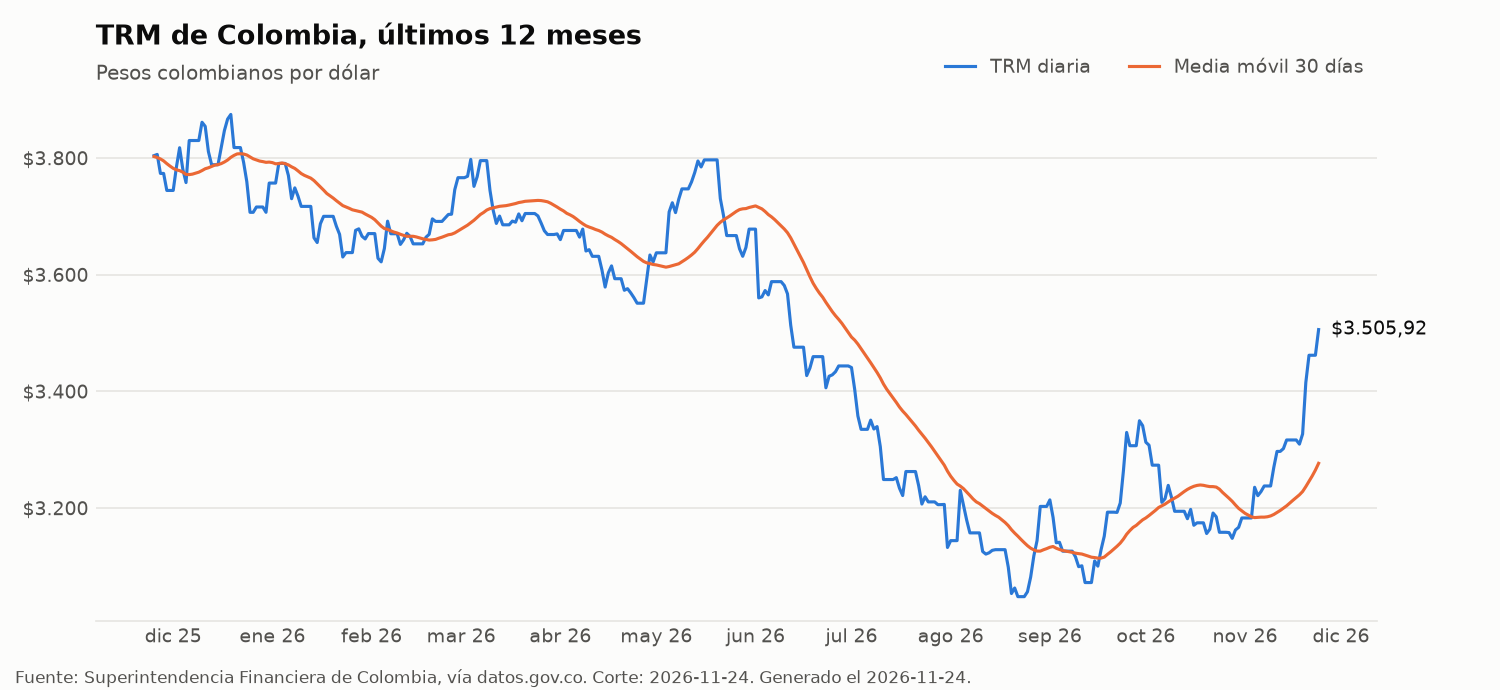 TRM de Colombia, últimos 12 meses
Pesos colombianos por dólar
TRM diaria
Media móvil 30 días
$3.800
$3.600
$3.400
$3.200
$3.505,92
dic 25
ene 26
feb 26
mar 26
abr 26
may 26
jun 26
jul 26
ago 26
sep 26
oct 26
nov 26
dic 26
Fuente: Superintendencia Financiera de Colombia, vía datos.gov.co. Corte: 2026-11-24. Generado el 2026-11-24.